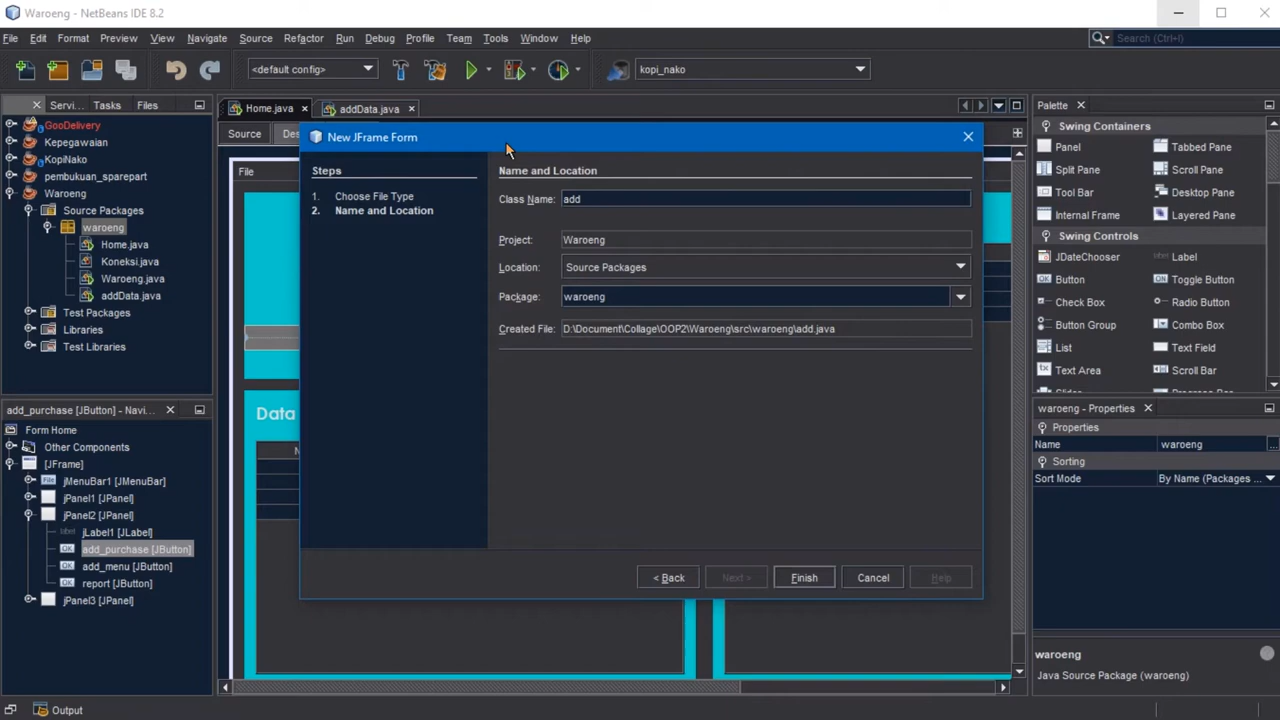 Waroeng - NetBeans IDE 8.2
File Edit Format Preview View Navigate Source Refactor Run Debug Profile Team Tools Window Help
Search (Ctrl+I)
<default config>
kopi_nako
Servi... Tasks Files
Home.java addData.java
Palette
GooDelivery
Kepegawaian
KopiNako
pembukuan_sparepart
Waroeng
Source Packages
waroeng
Home.java
Koneksi.java
Waroeng.java
addData.java
Test Packages
Libraries
Test Libraries
Source Des
File
Data
N
New JFrame Form
Steps
1. Choose File Type
2. Name and Location
Name and Location
Class Name: add
Project: Waroeng
Location: Source Packages
Package: waroeng
Created File: D:\Document\Collage\OOP2\Waroeng\src\waroeng\add.java
< Back Next > Finish Cancel Help
Swing Containers
Panel Tabbed Pane
Split Pane Scroll Pane
Tool Bar Desktop Pane
Internal Frame Layered Pane
Swing Controls
JDateChooser Label
Button Toggle Button
Check Box Radio Button
Button Group Combo Box
List Text Field
Text Area Scroll Bar
add_purchase [JButton] - Navi...
Form Home
Other Components
[JFrame]
jMenuBar1 [JMenuBar]
jPanel1 [JPanel]
jPanel2 [JPanel]
jLabel1 [JLabel]
add_purchase [JButton]
add_menu [JButton]
report [JButton]
jPanel3 [JPanel]
waroeng - Properties
Properties
Name waroeng
...
Sorting
Sort Mode By Name (Packages ...
waroeng
Java Source Package (waroeng)
Output